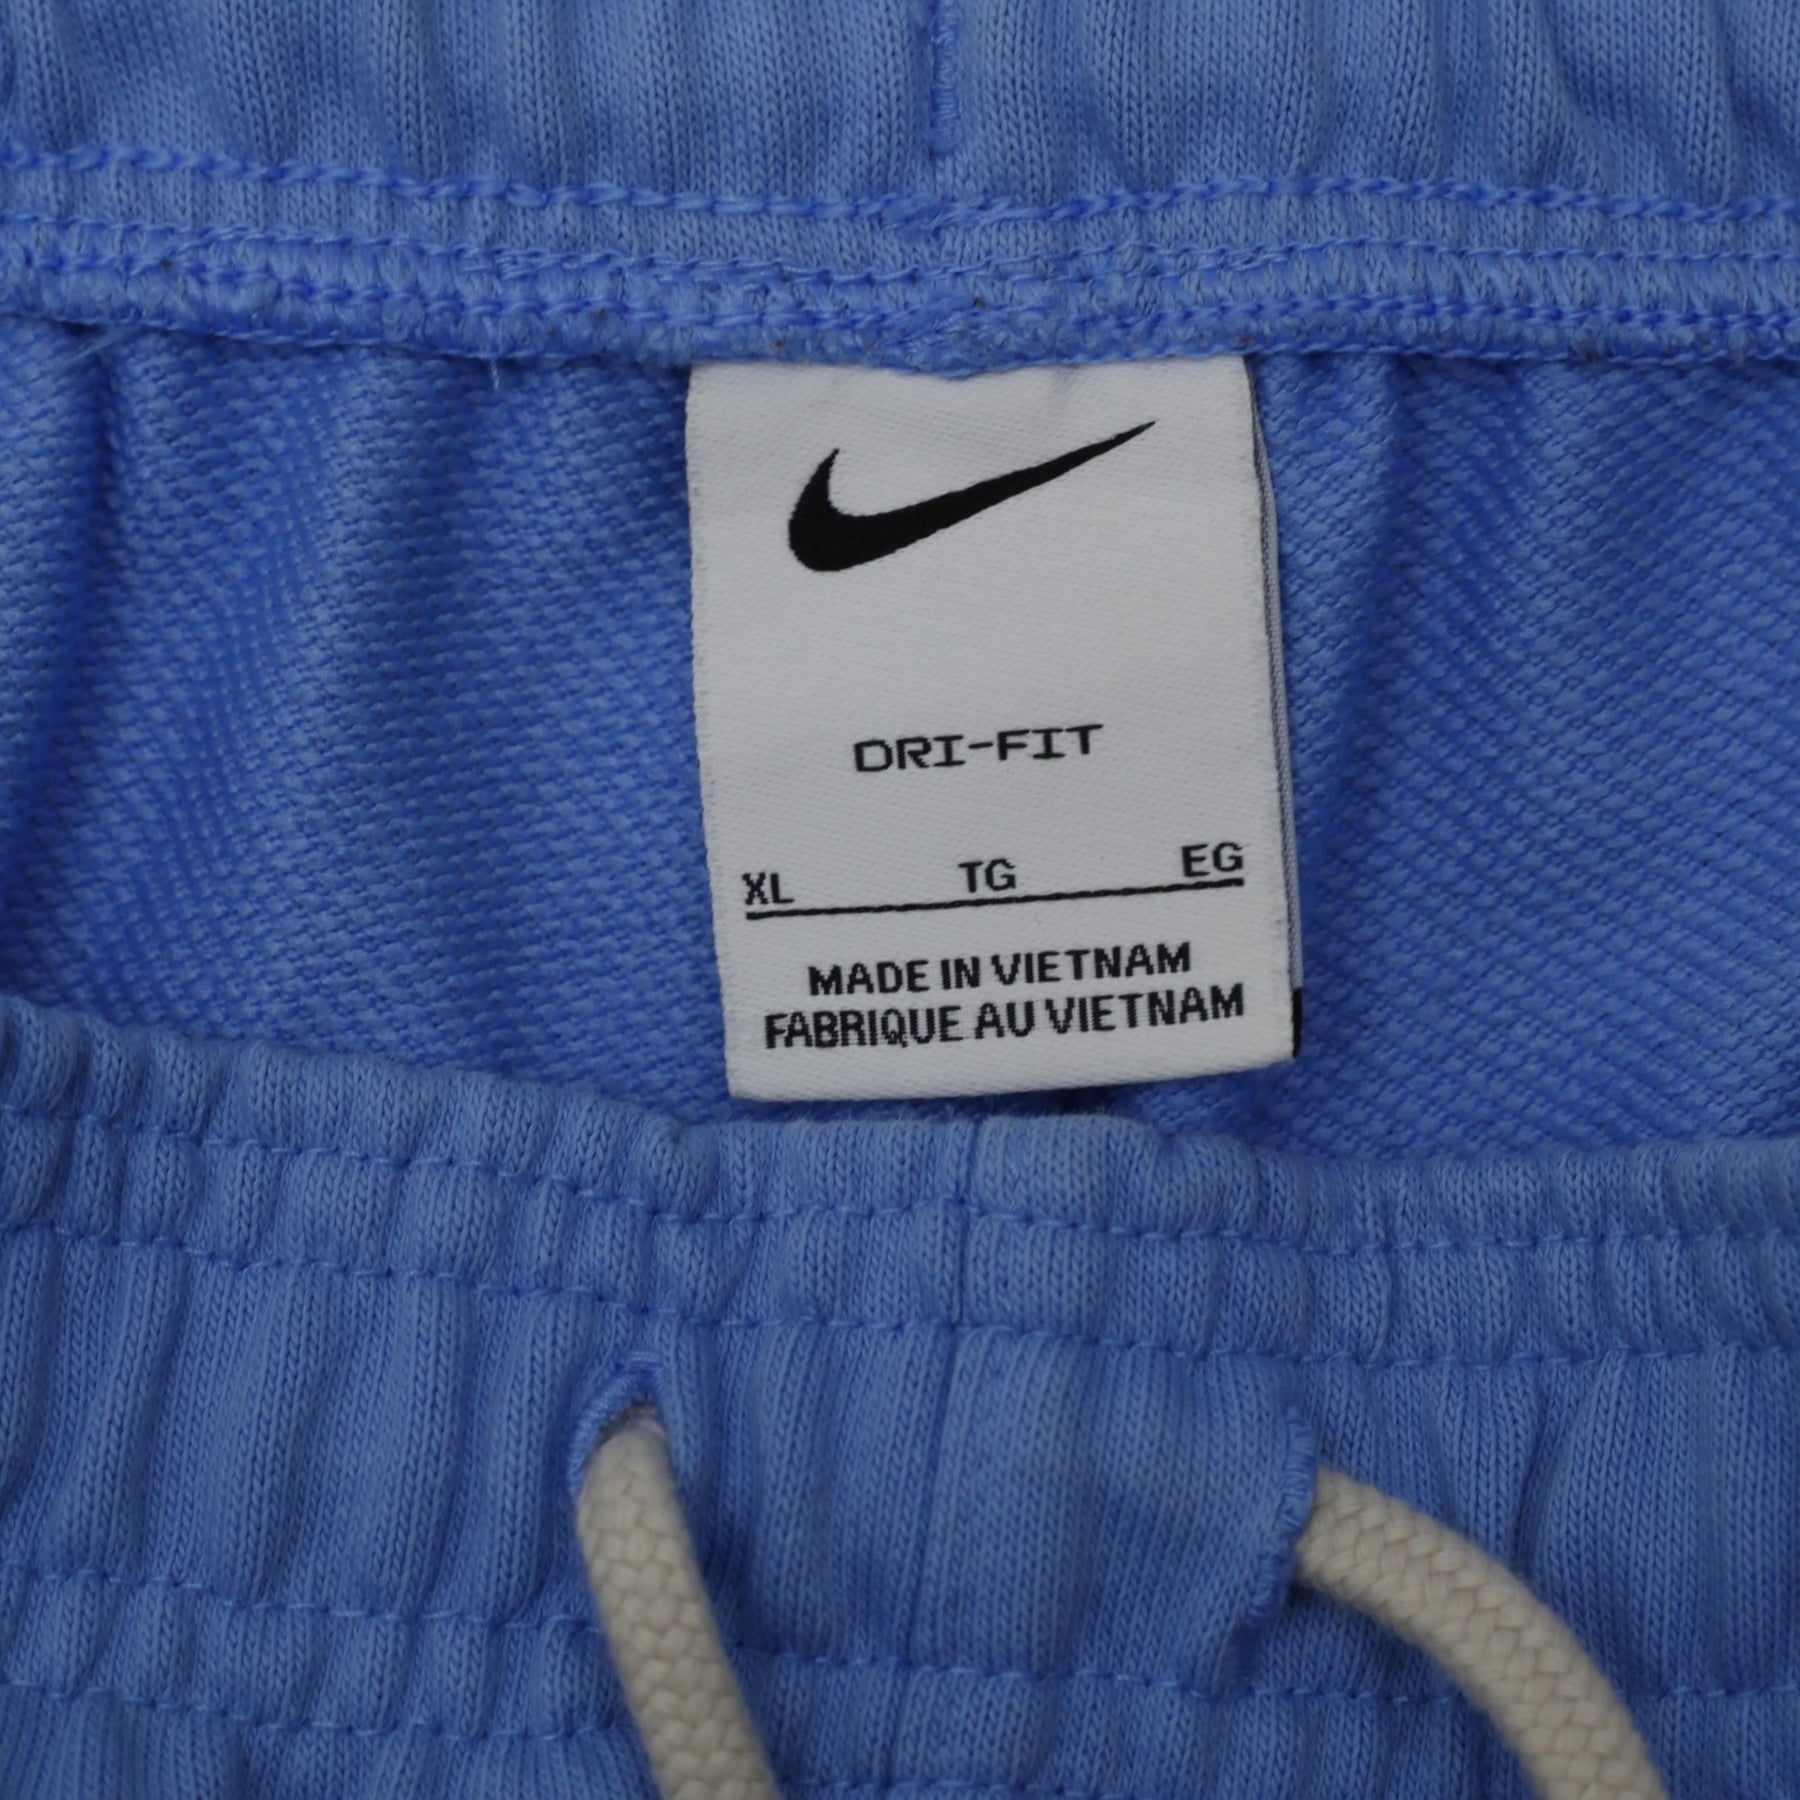 DRI-FIT
XL TG EG
MADE IN VIETNAM
FABRIQUE AU VIETNAM